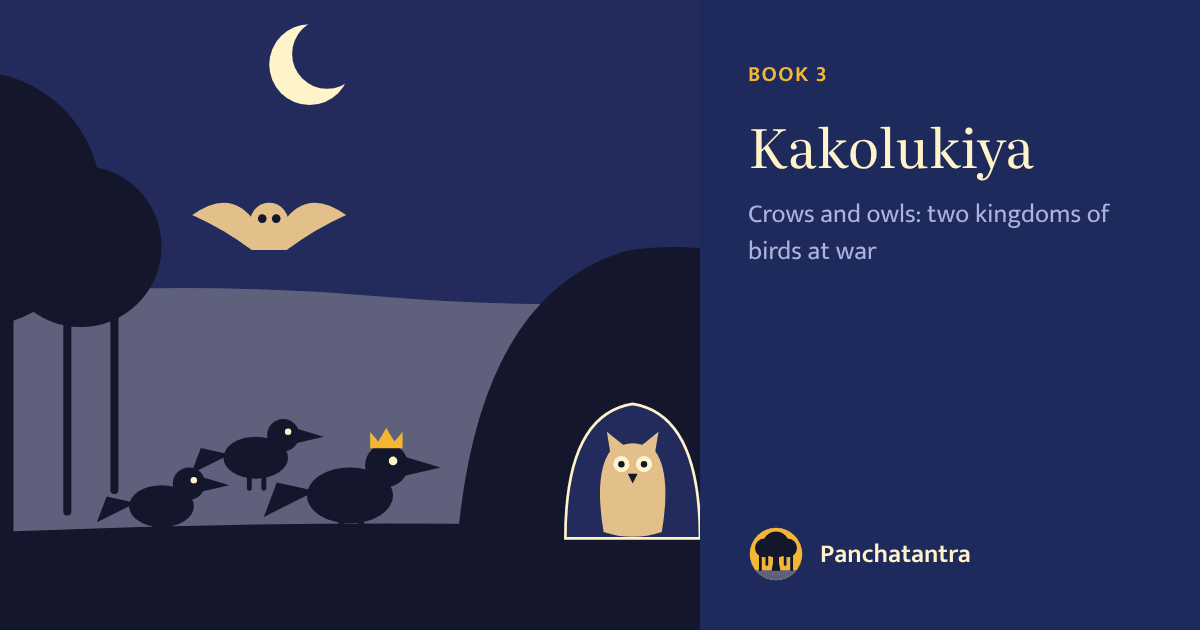 BOOK 3
Kakolukiya
Crows and owls: two kingdoms of
birds at war
Panchatantra